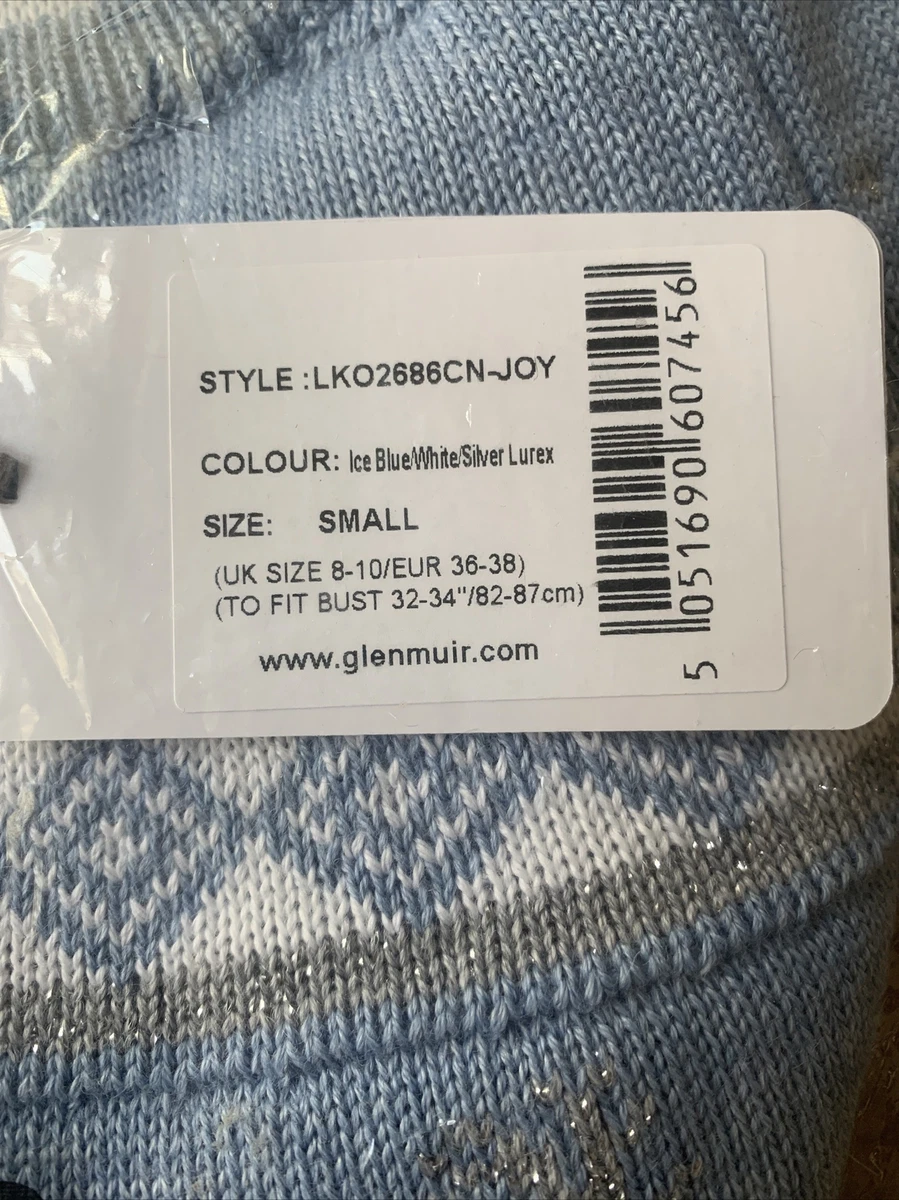 STYLE :LKO2686CN-JOY
COLOUR: Ice Blue/White/Silver Lurex
SIZE: SMALL
(UK SIZE 8-10/EUR 36-38)
(TO FIT BUST 32-34"/82-87cm)
www.glenmuir.com
5 051690 607456